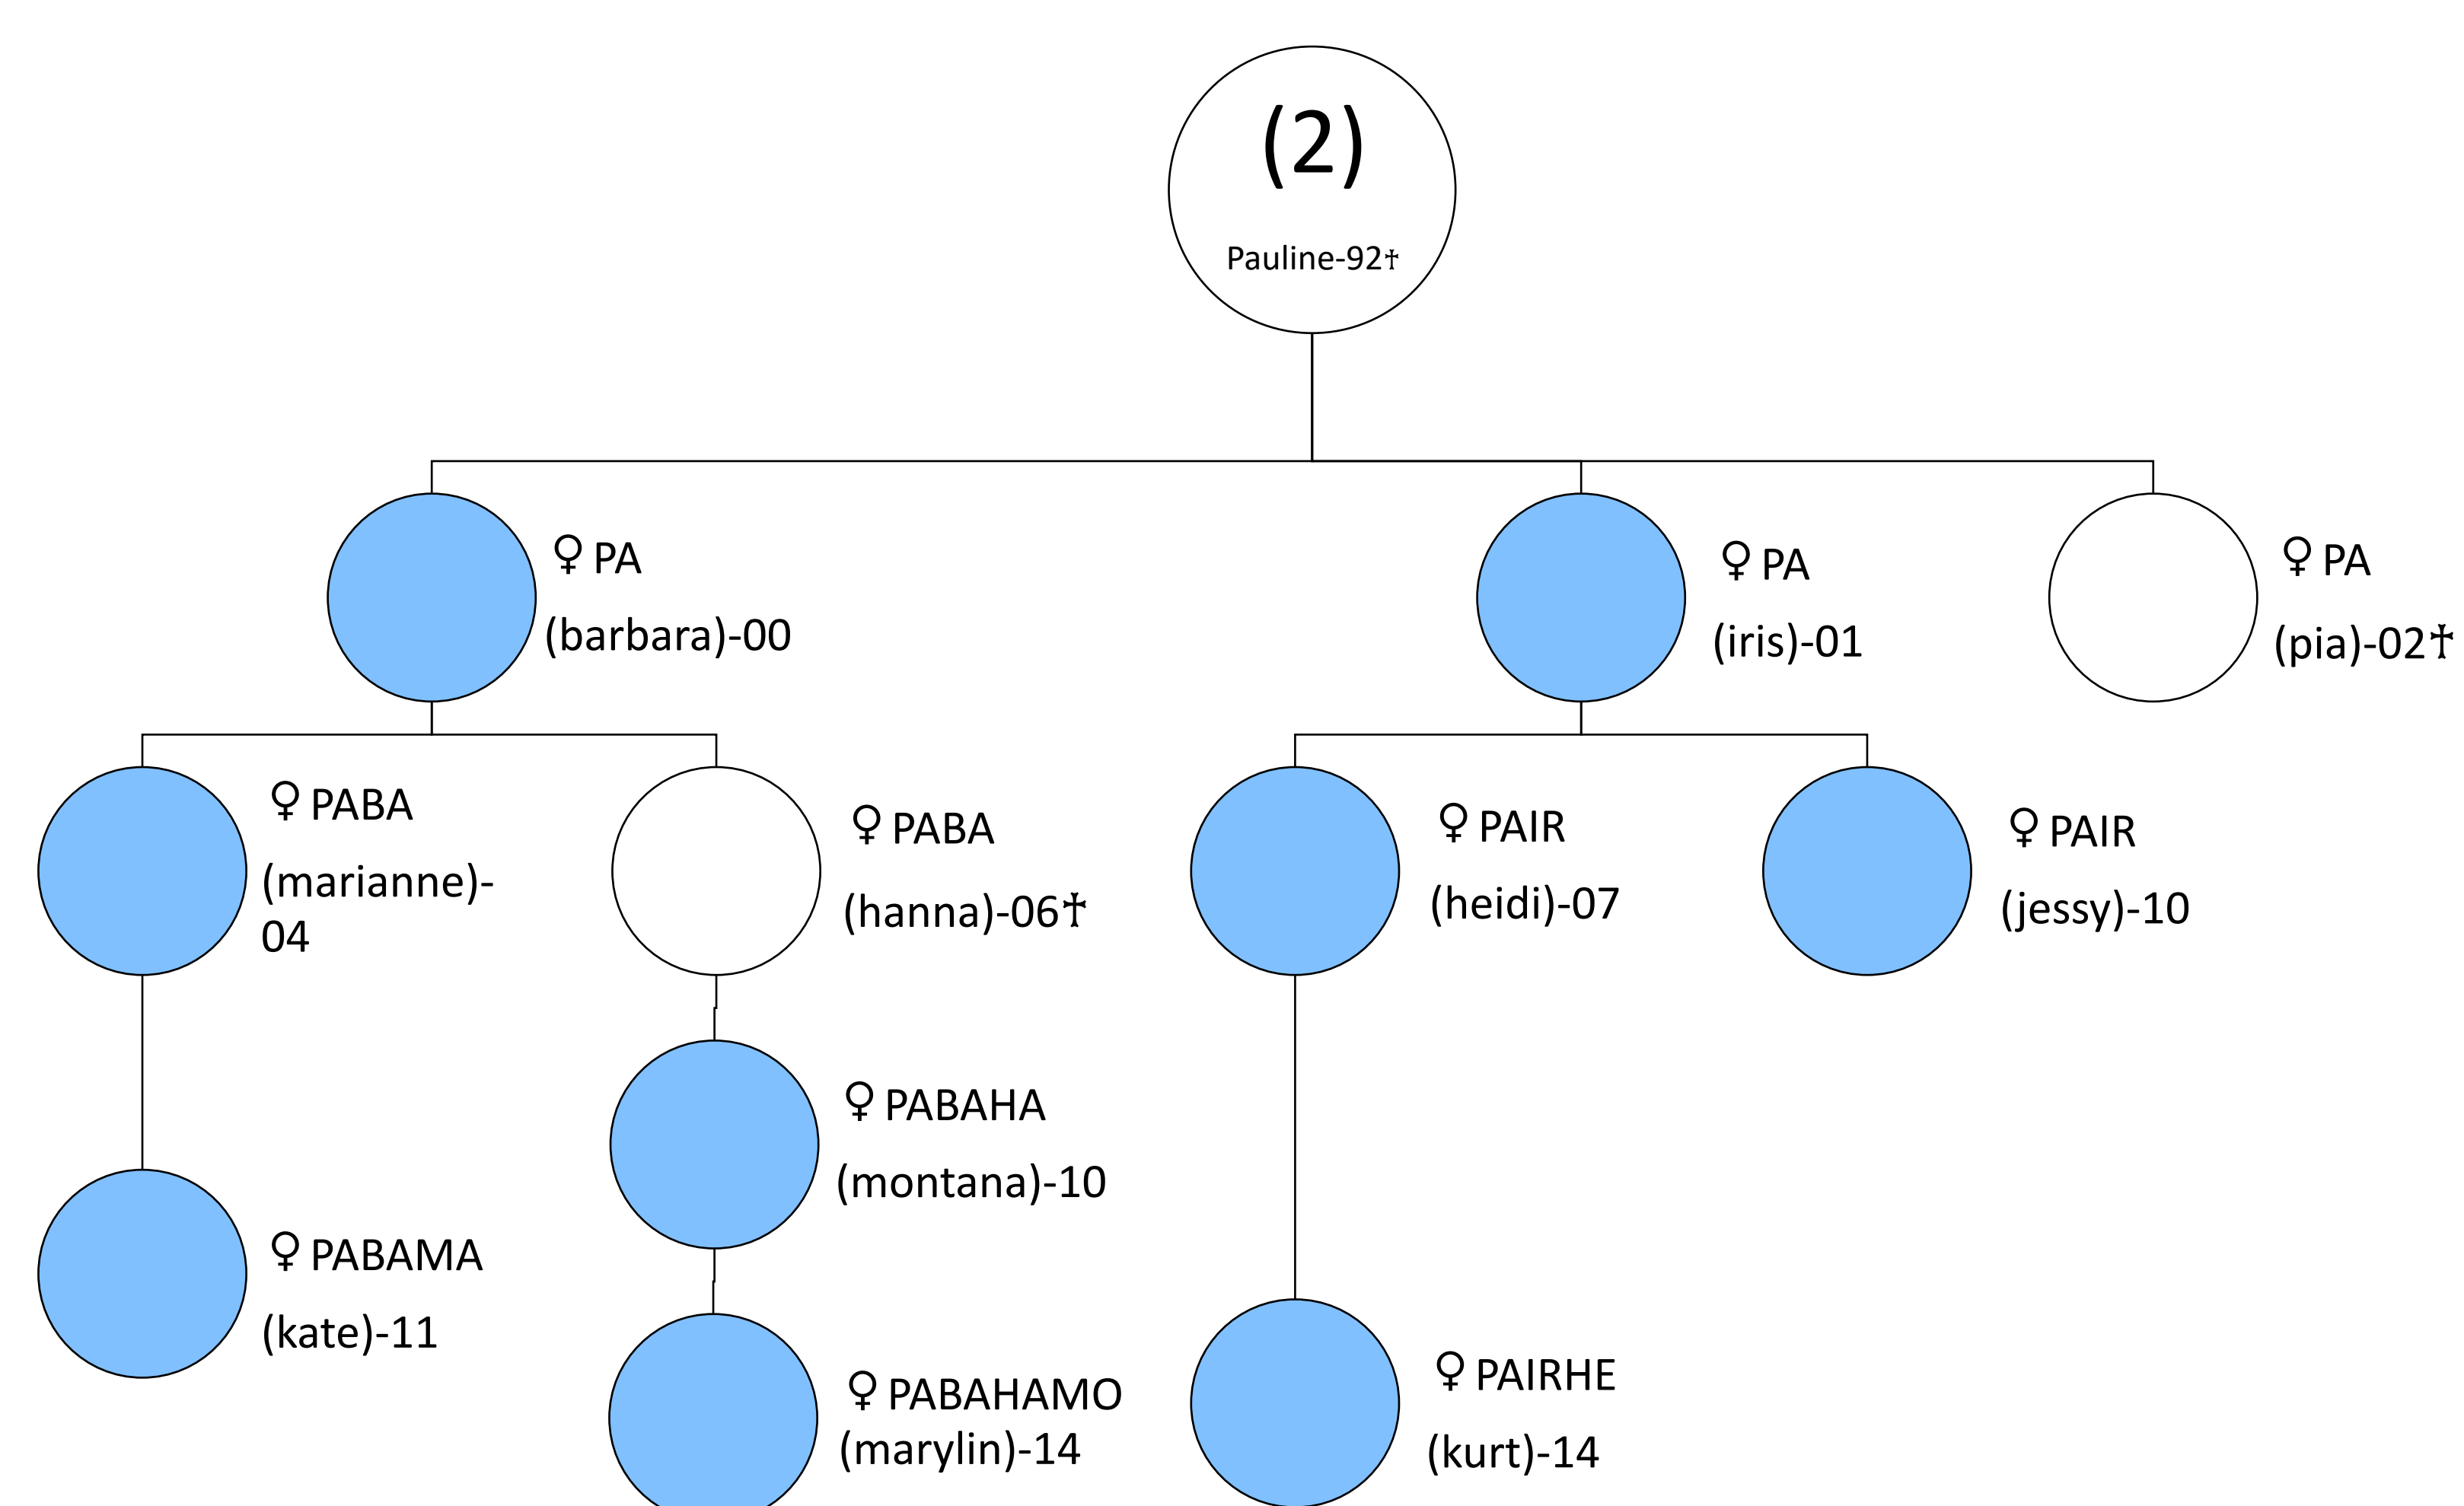 (2)
Pauline-92♰
♀ PA
(barbara)-00
♀ PA
(iris)-01
♀ PA
(pia)-02♰
♀ PABA
(marianne)-
04
♀ PABA
(hanna)-06♰
♀ PAIR
(heidi)-07
♀ PAIR
(jessy)-10
♀ PABAHA
(montana)-10
♀ PABAMA
(kate)-11
♀ PABAHAMO
(marylin)-14
♀ PAIRHE
(kurt)-14